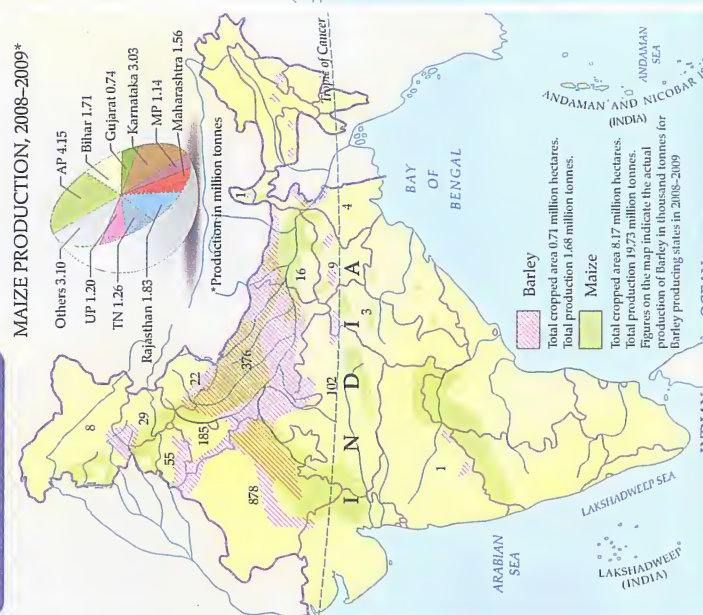 MAIZE PRODUCTION, 2008–2009*
Others 3.10
AP 4.15
Bihar 1.71
Gujarat 0.74
Karnataka 3.03
MP 1.14
Maharashtra 1.56
UP 1.20
TN 1.26
Rajasthan 1.83
*Production in million tonnes
Tropic of Cancer
8
29
55
22
185
878
376
102
16
9
3
4
1
1
I N D I A
ARABIAN
SEA
BAY
OF
BENGAL
ANDAMAN AND NICOBAR
(INDIA)
ANDAMAN
SEA
LAKSHADWEEP SEA
LAKSHADWEEP
(INDIA)
Barley
Total cropped area 0.71 million hectares.
Total production 1.68 million tonnes.
Maize
Total cropped area 8.17 million hectares.
Total production 19.73 million tonnes.
Figures on the map indicate the actual
production of Barley in thousand tonnes for
Barley producing states in 2008–2009